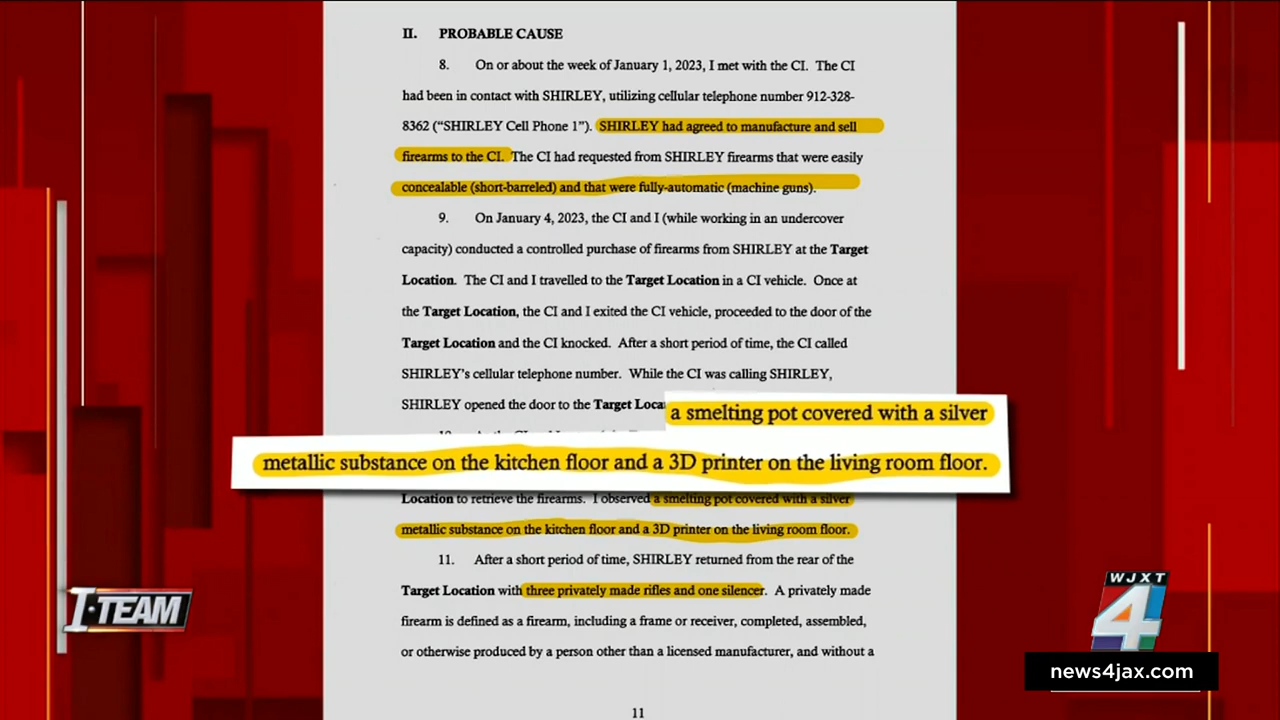 II. PROBABLE CAUSE
8. On or about the week of January 1, 2023, I met with the CI. The CI
had been in contact with SHIRLEY, utilizing cellular telephone number 912-328-
8362 (“SHIRLEY Cell Phone 1”). SHIRLEY had agreed to manufacture and sell
firearms to the CI. The CI had requested from SHIRLEY firearms that were easily
concealable (short-barreled) and that were fully-automatic (machine guns).
9. On January 4, 2023, the CI and I (while working in an undercover
capacity) conducted a controlled purchase of firearms from SHIRLEY at the Target
Location. The CI and I travelled to the Target Location in a CI vehicle. Once at
the Target Location, the CI and I exited the CI vehicle, proceeded to the door of the
Target Location and the CI knocked. After a short period of time, the CI called
SHIRLEY’s cellular telephone number. While the CI was calling SHIRLEY,
SHIRLEY opened the door to the Target
a smelting pot covered with a silver
metallic substance on the kitchen floor and a 3D printer on the living room floor.
Location to retrieve the firearms. I observed a smelting pot covered with a silver
metallic substance on the kitchen floor and a 3D printer on the living room floor.
11. After a short period of time, SHIRLEY returned from the rear of the
Target Location with three privately made rifles and one silencer. A privately made
firearm is defined as a firearm, including a frame or receiver, completed, assembled,
or otherwise produced by a person other than a licensed manufacturer, and without a
11
I-TEAM
WJXT
4
news4jax.com